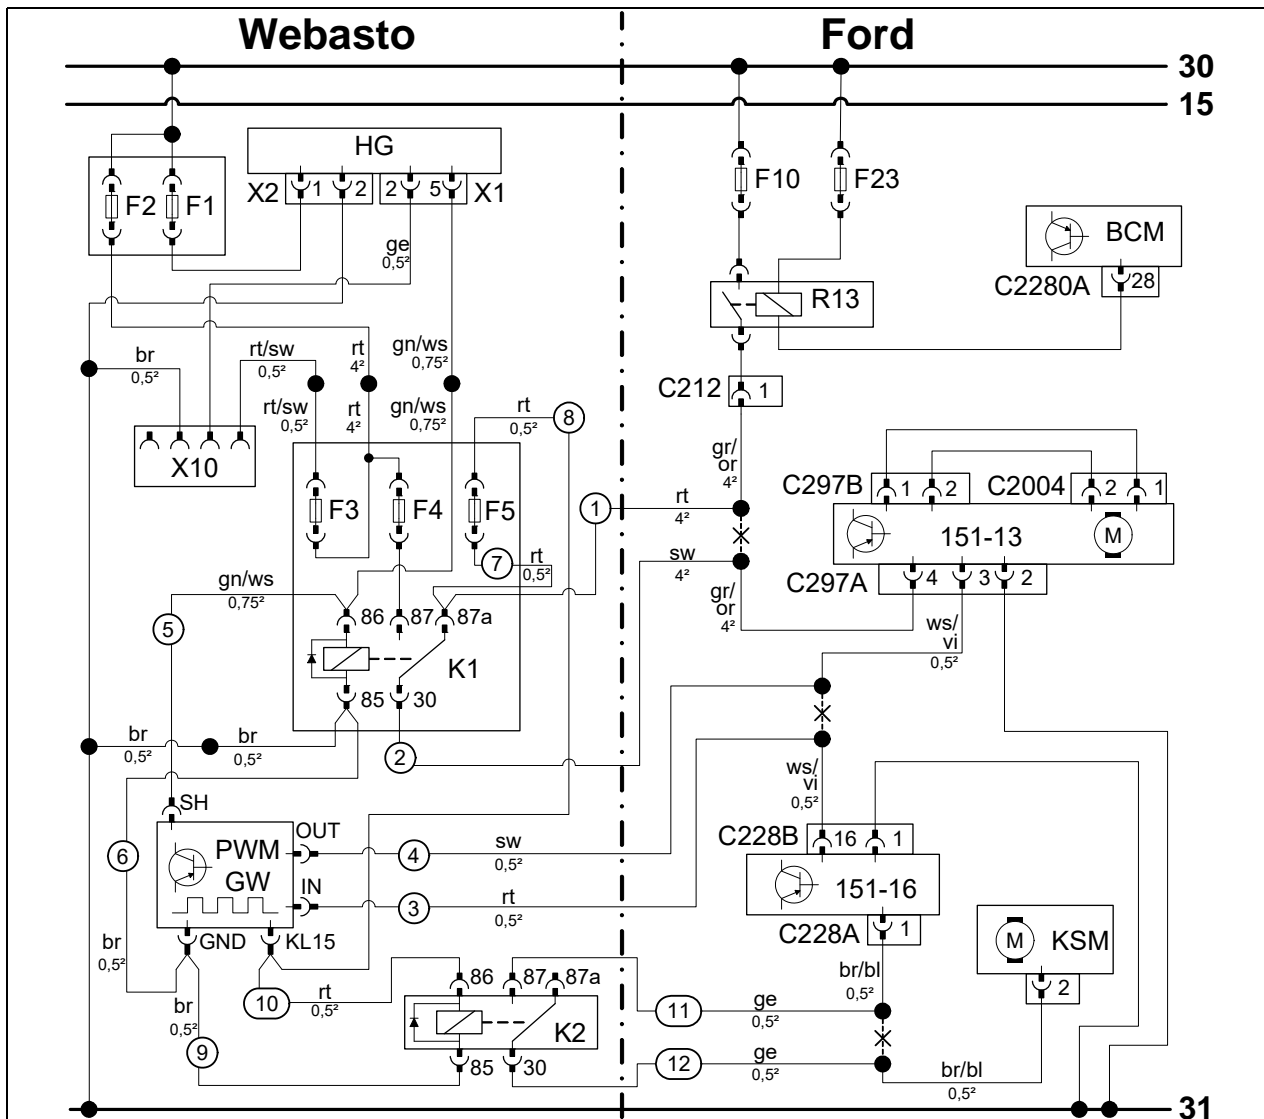 Webasto Ford
30
15
HG
F2 F1 X2 1 2 2 5 X1
F10 F23
BCM
C2280A 28
ge
0,5²
R13
br
0,5²
rt/sw
0,5²
rt
4²
gn/ws
0,75²
C212 1
rt/sw
0,5²
rt
4²
gn/ws
0,75²
rt
0,5²
8
X10
gr/
or
4²
C297B 1 2 C2004 2 1
F3 F4 F5
1
rt
4²
151-13 M
7
rt
0,5²
sw
4²
C297A 4 3 2
gn/ws
0,75²
gr/
or
4²
5
86 87 87a
ws/
vi
0,5²
K1
85 30
br
0,5²
br
0,5²
2
ws/
vi
0,5²
SH
OUT
C228B 16 1
6
PWM
GW
4
sw
0,5²
IN
3
rt
0,5²
151-16
C228A 1
M KSM
2
GND KL15
br
0,5²
br
0,5²
10
rt
0,5²
86 87 87a
br/bl
0,5²
11
ge
0,5²
K2
9
85 30
12
ge
0,5²
br/bl
0,5²
31